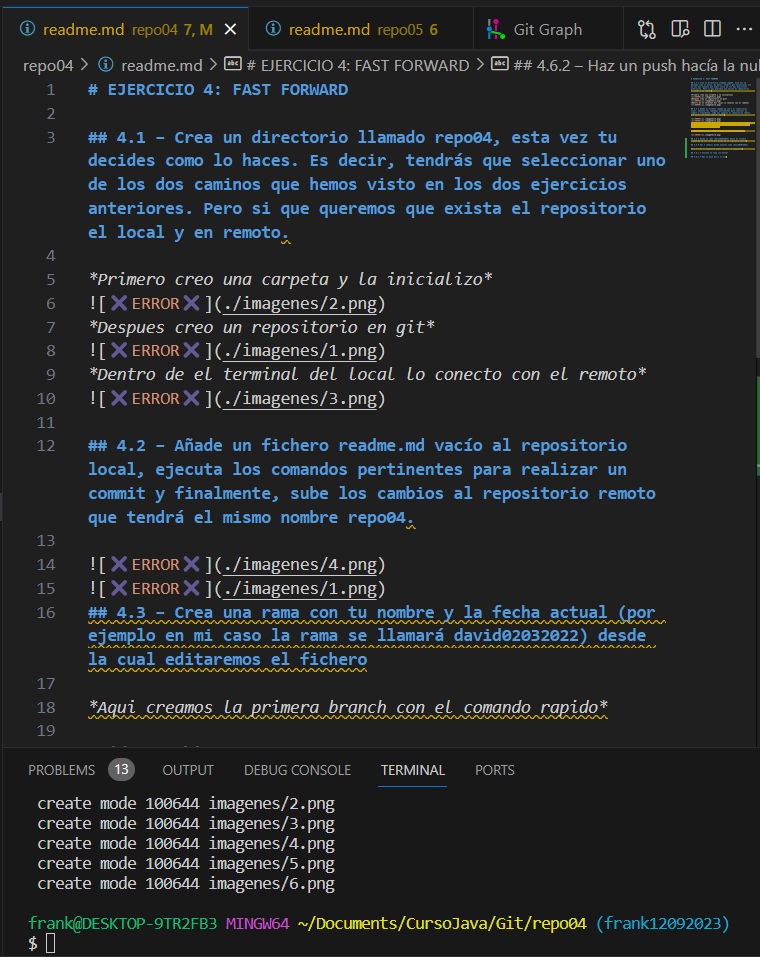 readme.md repo04 7, M
readme.md repo05 6
Git Graph
repo04 > readme.md > # EJERCICIO 4: FAST FORWARD > ## 4.6.2 – Haz un push hacía la nul
1 # EJERCICIO 4: FAST FORWARD
2
3 ## 4.1 – Crea un directorio llamado repo04, esta vez tu
decides como lo haces. Es decir, tendrás que seleccionar uno
de los dos caminos que hemos visto en los dos ejercicios
anteriores. Pero si que queremos que exista el repositorio
el local y en remoto.
4
5 *Primero creo una carpeta y la inicializo*
6 ![❌ERROR❌](./imagenes/2.png)
7 *Despues creo un repositorio en git*
8 ![❌ERROR❌](./imagenes/1.png)
9 *Dentro de el terminal del local lo conecto con el remoto*
10 ![❌ERROR❌](./imagenes/3.png)
11
12 ## 4.2 – Añade un fichero readme.md vacío al repositorio
local, ejecuta los comandos pertinentes para realizar un
commit y finalmente, sube los cambios al repositorio remoto
que tendrá el mismo nombre repo04.
13
14 ![❌ERROR❌](./imagenes/4.png)
15 ![❌ERROR❌](./imagenes/1.png)
16 ## 4.3 – Crea una rama con tu nombre y la fecha actual (por
ejemplo en mi caso la rama se llamará david02032022) desde
la cual editaremos el fichero
17
18 *Aqui creamos la primera branch con el comando rapido*
19
PROBLEMS 13 OUTPUT DEBUG CONSOLE TERMINAL PORTS
create mode 100644 imagenes/2.png
create mode 100644 imagenes/3.png
create mode 100644 imagenes/4.png
create mode 100644 imagenes/5.png
create mode 100644 imagenes/6.png
frank@DESKTOP-9TR2FB3 MINGW64 ~/Documents/CursoJava/Git/repo04 (frank12092023)
$